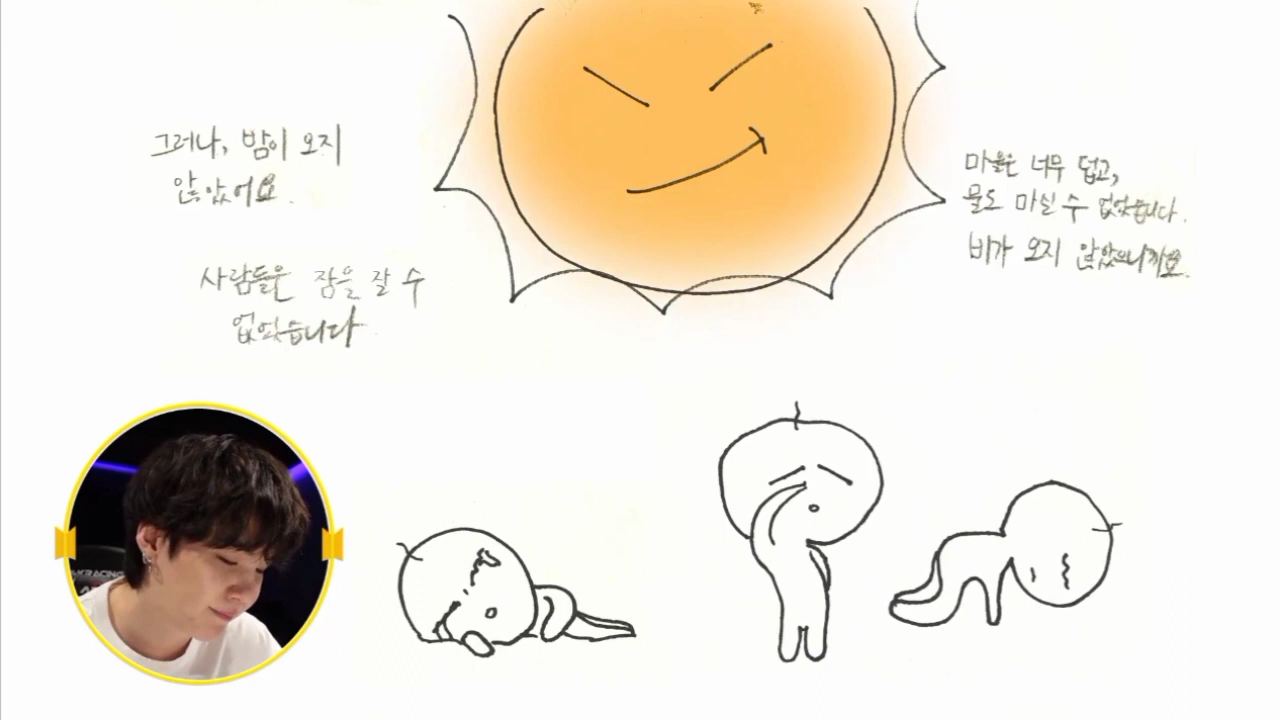 그러나, 밤이 오지
않았어요.
사람들은 잠을 잘 수
없었습니다
마을은 너무 덥고,
물도 마실 수 없었습니다.
비가 오지 않았으니까요.
AKRACING